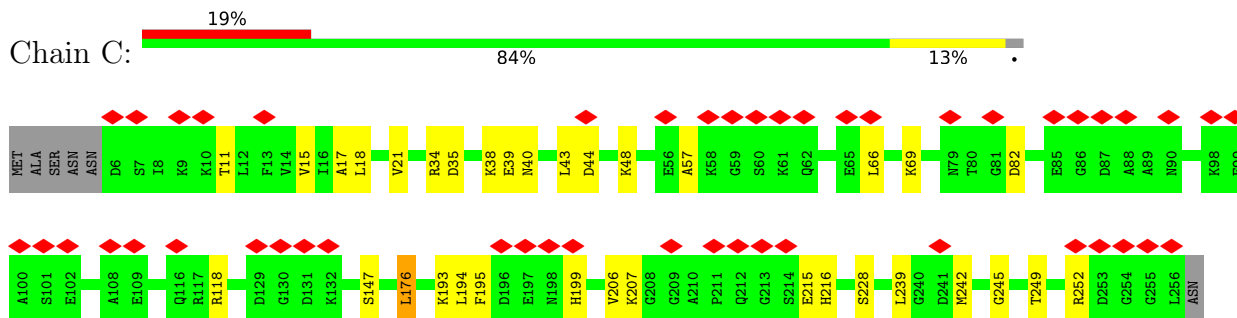 19%
Chain C:
84% 13% •
MET ALA SER ASN ASN D6 S7 I8 K9 K10 T11 L12 F13 V14 V15 I16 A17 L18 V21 R34 D35 K38 E39 N40 L43 D44 K48 E56 A57 K58 G59 S60 K61 Q62 E65 L66 K69 N79 T80 G81 D82 E85 G86 D87 A88 A89 N90 K98 E99
A100 S101 E102 A108 E109 Q116 R117 R118 D129 G130 D131 K132 S147 L176 K193 L194 F195 D196 E197 N198 H199 V206 K207 G208 G209 A210 P211 Q212 G213 S214 E215 H216 S228 L239 G240 D241 M242 G245 T249 R252 D253 G254 G255 L256 ASN